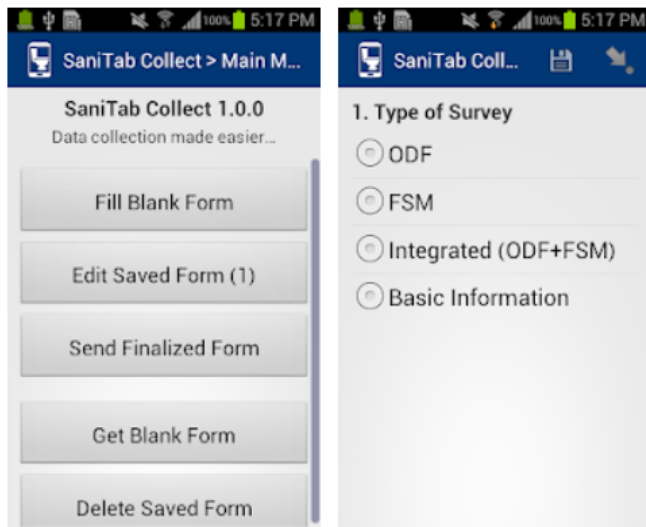 100% 5:17 PM
SaniTab Collect > Main M...
SaniTab Collect 1.0.0
Data collection made easier...
Fill Blank Form
Edit Saved Form (1)
Send Finalized Form
Get Blank Form
Delete Saved Form
100% 5:17 PM
SaniTab Coll...
1. Type of Survey
ODF
FSM
Integrated (ODF+FSM)
Basic Information